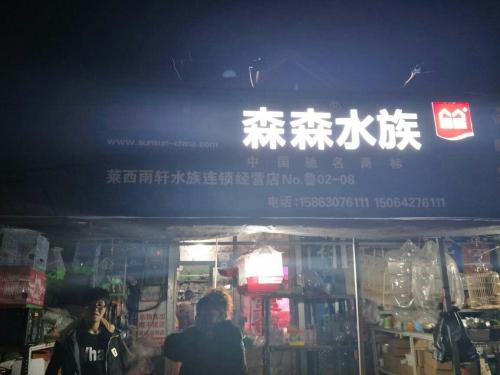 森森水族
www.sunsun-china.com
中国驰名商标
莱西雨轩水族连锁经营店No.鲁02-08
电话:15863076111 15064276111
Wha